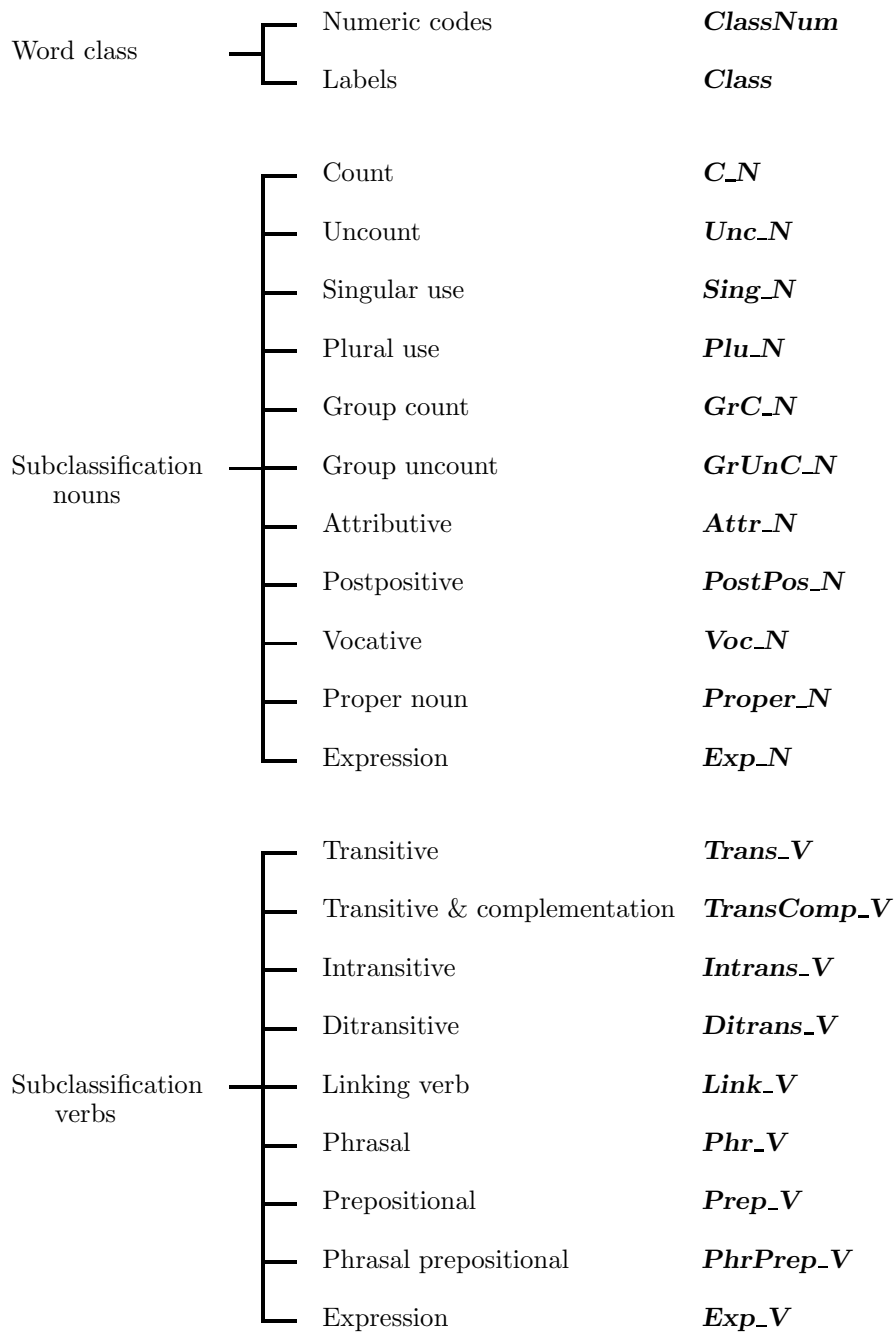 Word class
Numeric codes ClassNum
Labels Class
Subclassification
nouns
Count C_N
Uncount Unc_N
Singular use Sing_N
Plural use Plu_N
Group count GrC_N
Group uncount GrUnC_N
Attributive Attr_N
Postpositive PostPos_N
Vocative Voc_N
Proper noun Proper_N
Expression Exp_N
Subclassification
verbs
Transitive Trans_V
Transitive & complementation TransComp_V
Intransitive Intrans_V
Ditransitive Ditrans_V
Linking verb Link_V
Phrasal Phr_V
Prepositional Prep_V
Phrasal prepositional PhrPrep_V
Expression Exp_V